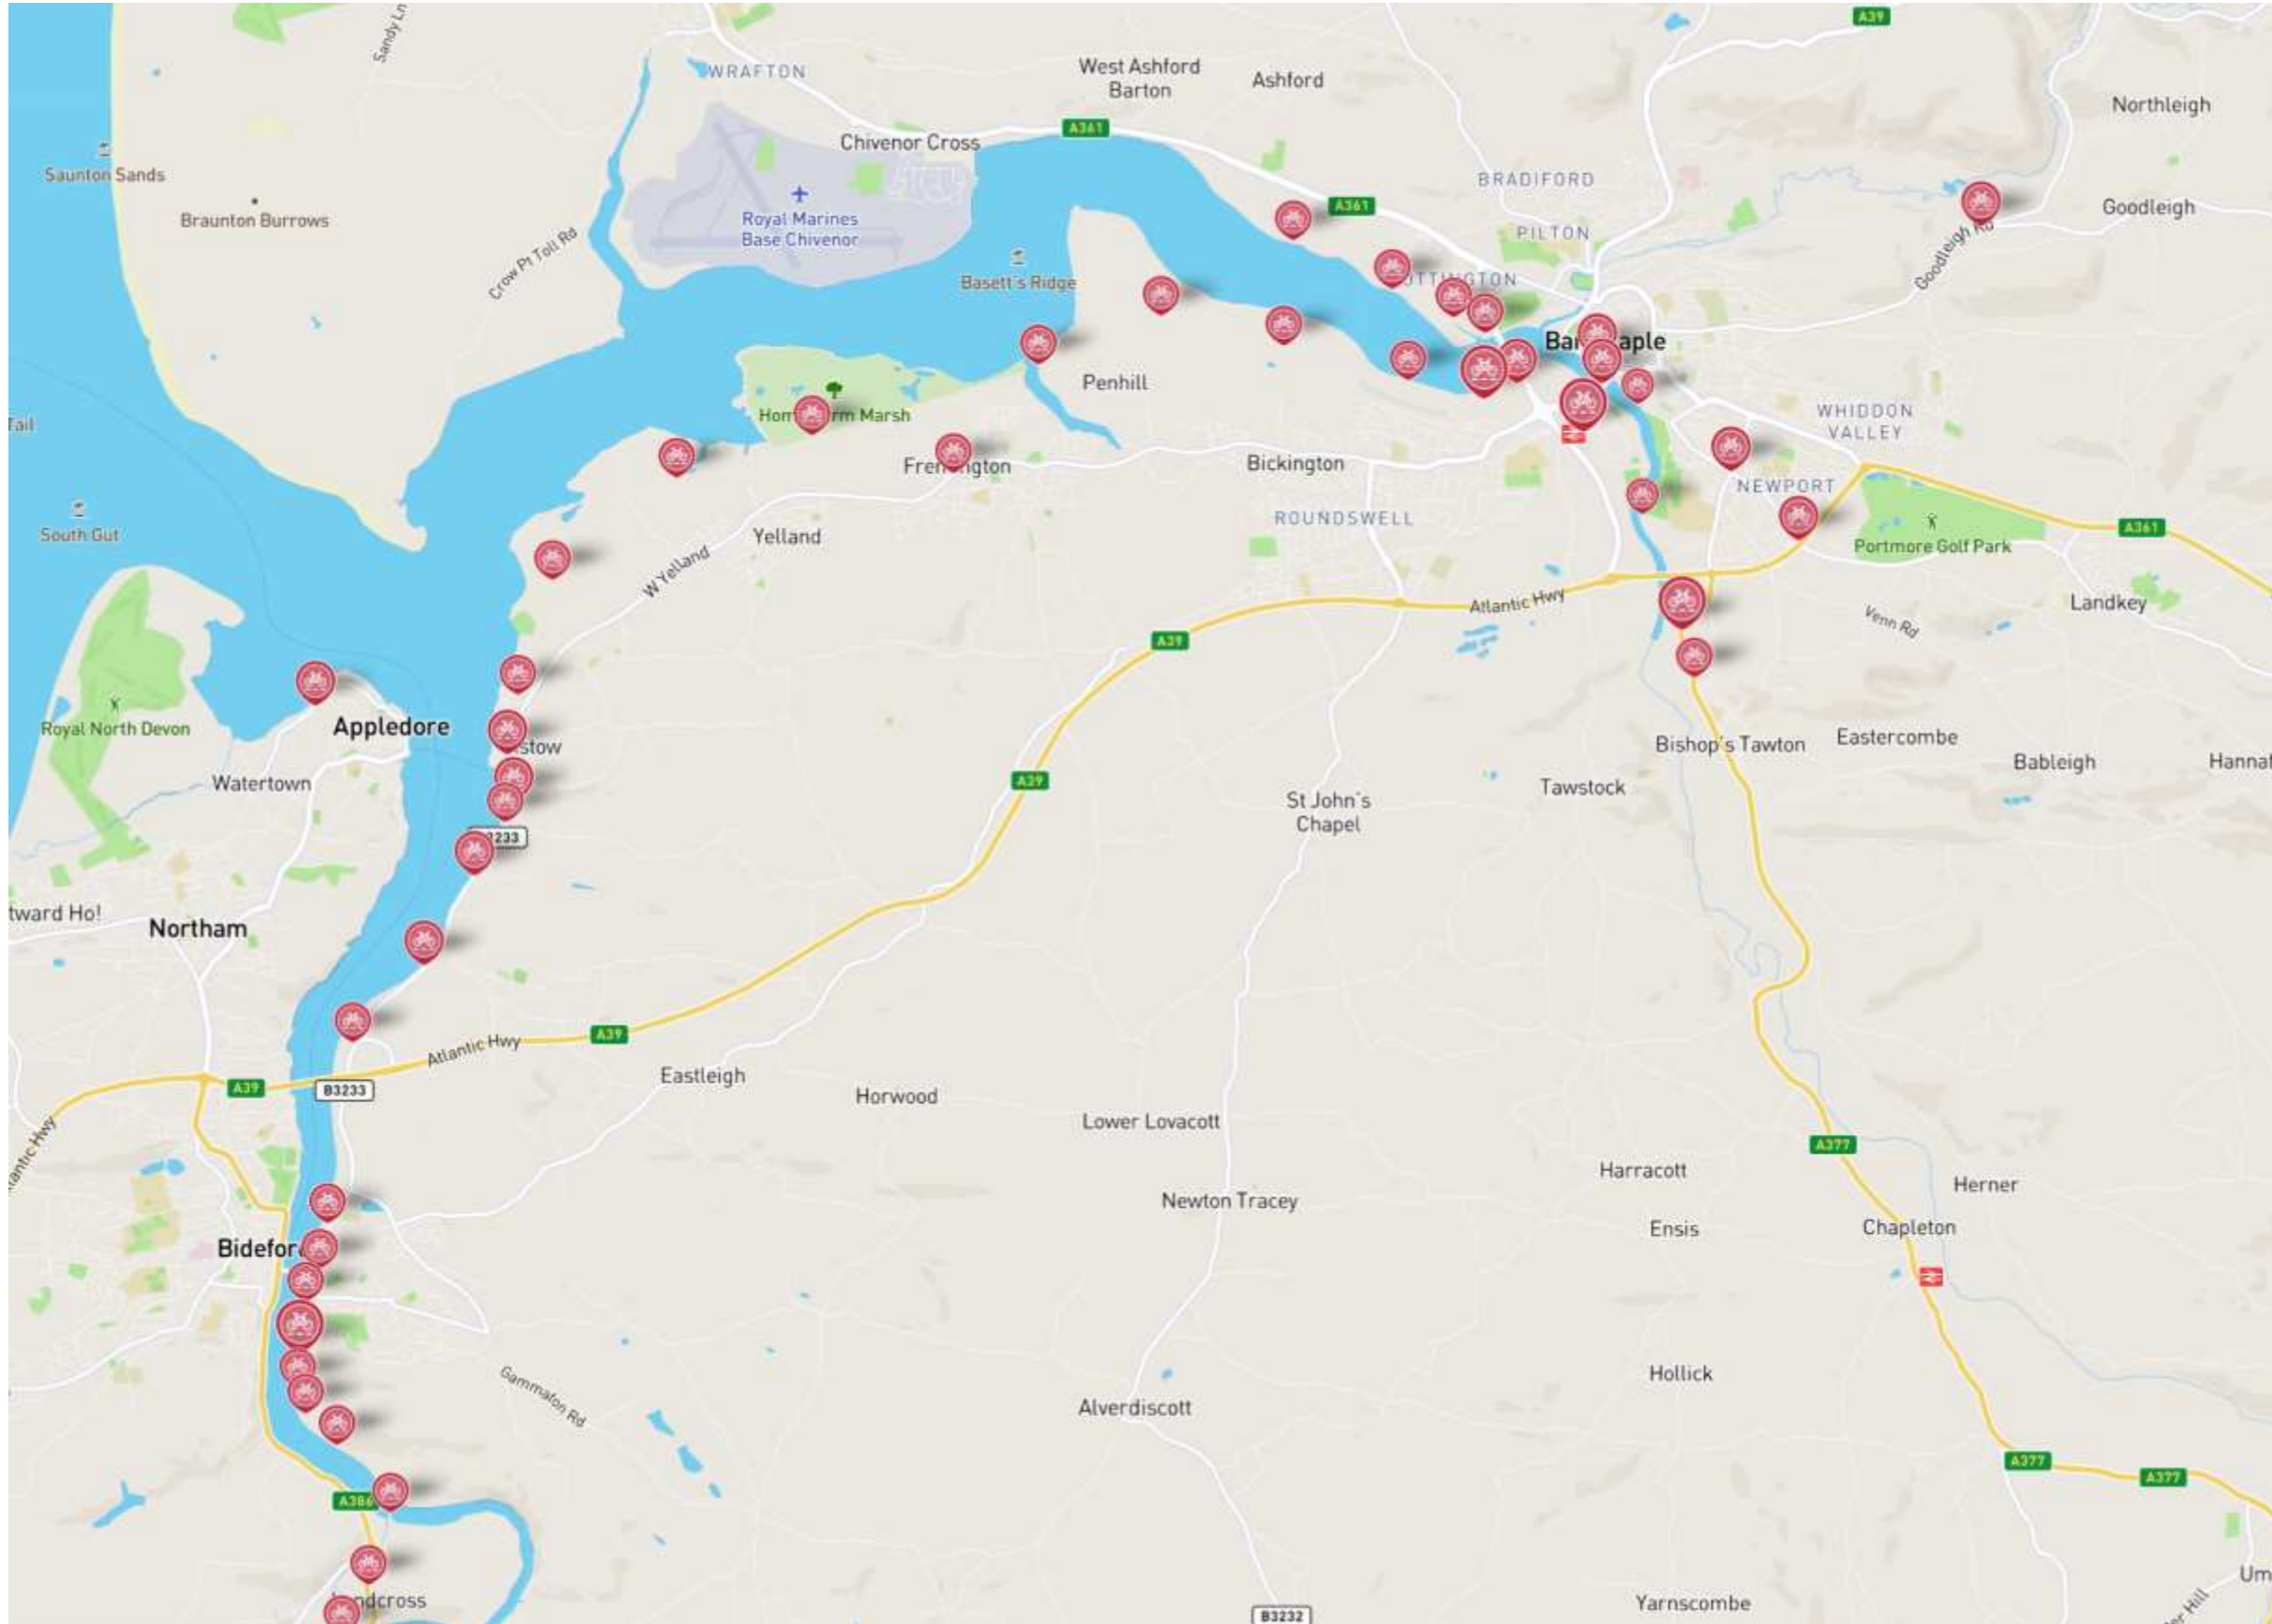 A39
Sandy Ln
WRAFTON
West Ashford
Barton
Ashford
Northleigh
A361
Chivenor Cross
Saunton Sands
BRADIFORD
Braunton Burrows
Royal Marines
Base Chivenor
A361
Goodleigh
PILTON
Goodleigh Rd
Crow Pt Toll Rd
Basett's Ridge
Penhill
WHIDDON
VALLEY
Marsh
Bickington
NEWPORT
ROUNDSWELL
South Gut
Yelland
W Yelland
A361
Portmore Golf Park
Atlantic Hwy
Landkey
Venn Rd
A39
Royal North Devon
Appledore
Bishop's Tawton
Eastercombe
Bableigh
Watertown
A39
St John's
Chapel
Tawstock
Northam
Atlantic Hwy
A39
A39
B3233
Eastleigh
Horwood
Lower Lovacott
A377
Harracott
Herner
Newton Tracey
Ensis
Chapleton
Hollick
Gammaton Rd
Alverdiscott
A377
A377
A386
Yarnscombe
B3232